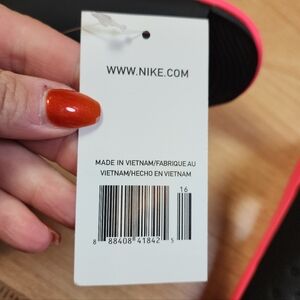 WWW.NIKE.COM
MADE IN VIETNAM/FABRIQUE AU
VIETNAM/HECHO EN VIETNAM
16
8 88408 41842 5